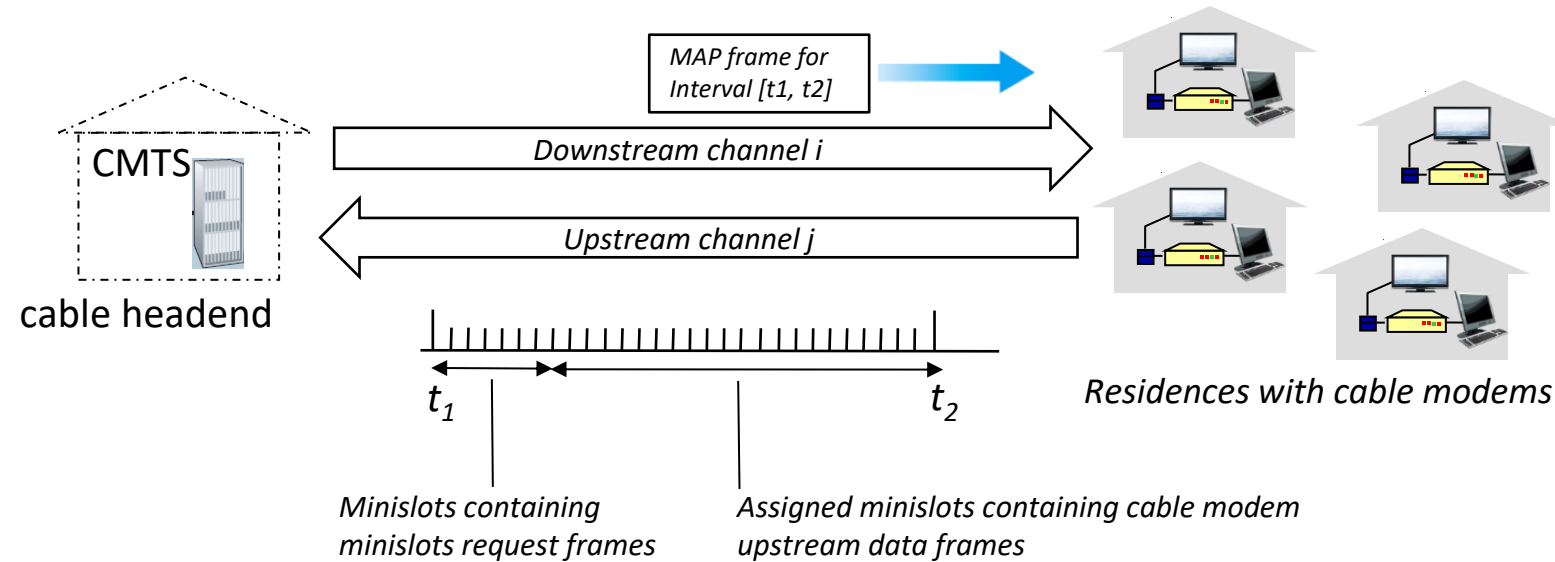 MAP frame for
Interval [t1, t2]
CMTS
Downstream channel i
Upstream channel j
cable headend
t1
t2
Residences with cable modems
Minislots containing
minislots request frames
Assigned minislots containing cable modem
upstream data frames